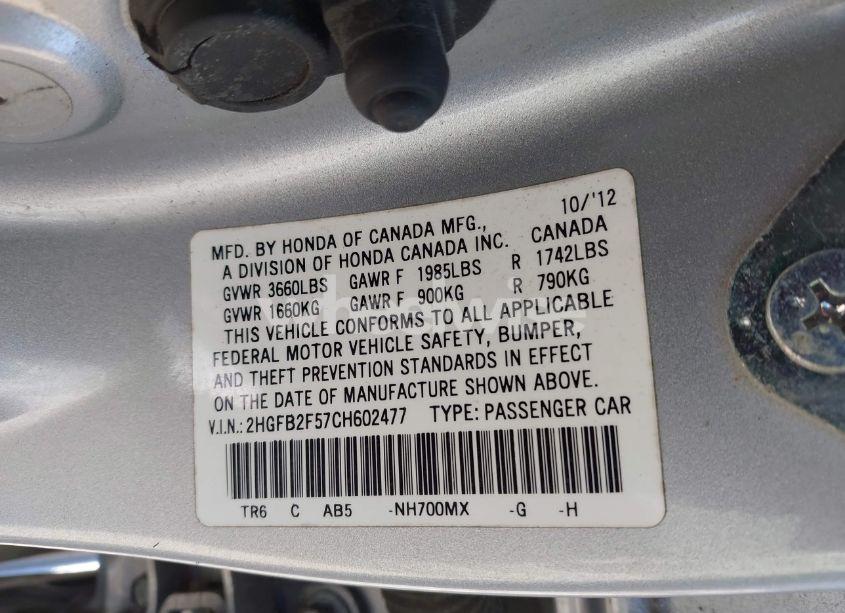 10/'12
MFD. BY HONDA OF CANADA MFG., CANADA
A DIVISION OF HONDA CANADA INC.
GVWR 3660LBS GAWR F 1985LBS R 1742LBS
GVWR 1660KG GAWR F 900KG R 790KG
THIS VEHICLE CONFORMS TO ALL APPLICABLE
FEDERAL MOTOR VEHICLE SAFETY, BUMPER,
AND THEFT PREVENTION STANDARDS IN EFFECT
ON THE DATE OF MANUFACTURE SHOWN ABOVE.
V.I.N.: 2HGFB2F57CH602477 TYPE: PASSENGER CAR
TR6 C AB5 -NH700MX -G -H